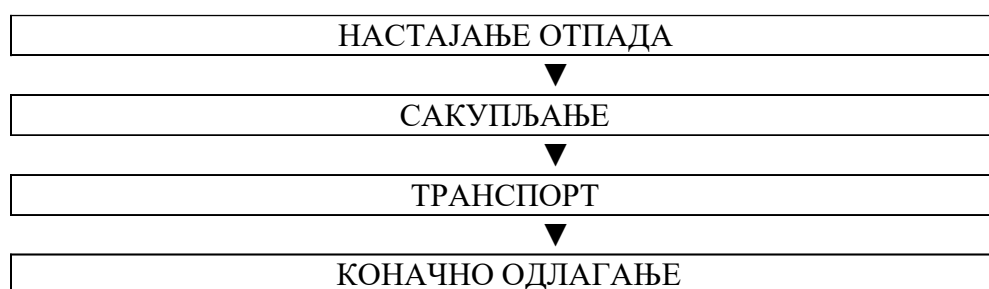 НАСТАЈАЊЕ ОТПАДА
САКУПЉАЊЕ
ТРАНСПОРТ
КОНАЧНО ОДЛАГАЊЕ